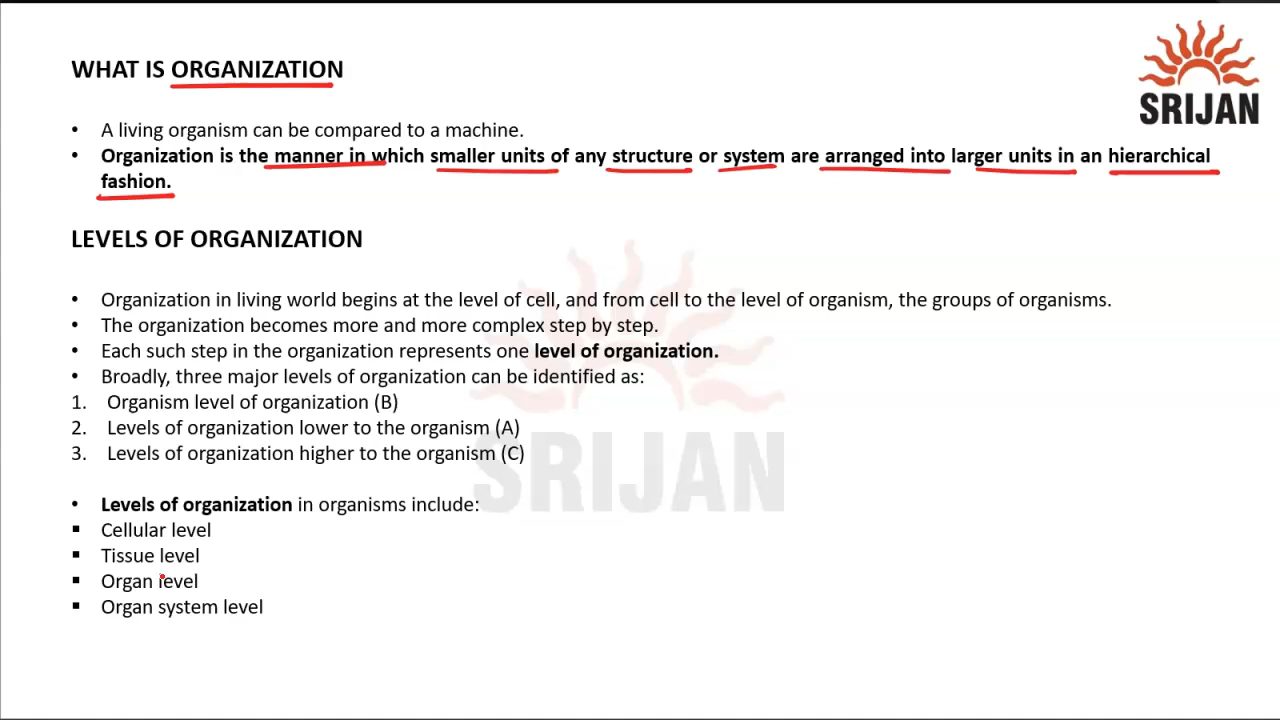 WHAT IS ORGANIZATION
SRIJAN
• A living organism can be compared to a machine.
• Organization is the manner in which smaller units of any structure or system are arranged into larger units in an hierarchical
fashion.
LEVELS OF ORGANIZATION
• Organization in living world begins at the level of cell, and from cell to the level of organism, the groups of organisms.
• The organization becomes more and more complex step by step.
• Each such step in the organization represents one level of organization.
• Broadly, three major levels of organization can be identified as:
1. Organism level of organization (B)
2. Levels of organization lower to the organism (A)
3. Levels of organization higher to the organism (C)
SRIJAN
• Levels of organization in organisms include:
▪ Cellular level
▪ Tissue level
▪ Organ level
▪ Organ system level